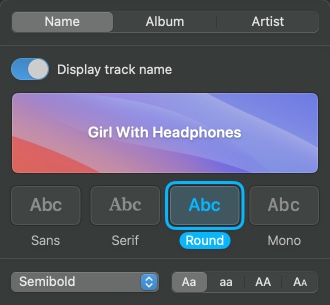 Name Album Artist
Display track name
Girl With Headphones
Abc Abc Abc Abc
Sans Serif Round Mono
Semibold Aa aa AA AA